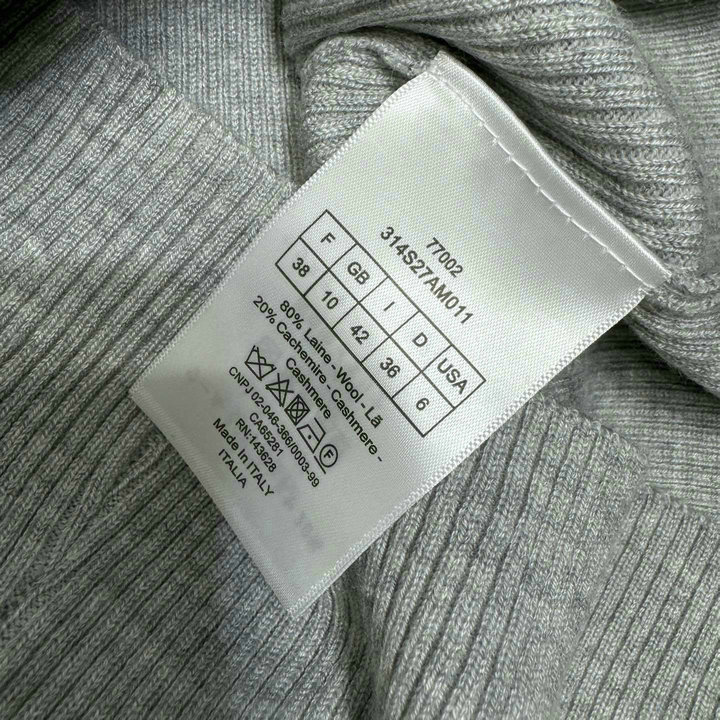 77002
314S27AM011
F GB I D USA
38 10 42 36 6
80% Laine - Wool - Lã
20% Cachemire - Cashmere -
Cashmere
F
CNPJ 02-046-366/0003-99
CA65281
RN:143628
Made In ITALY
ITALIA